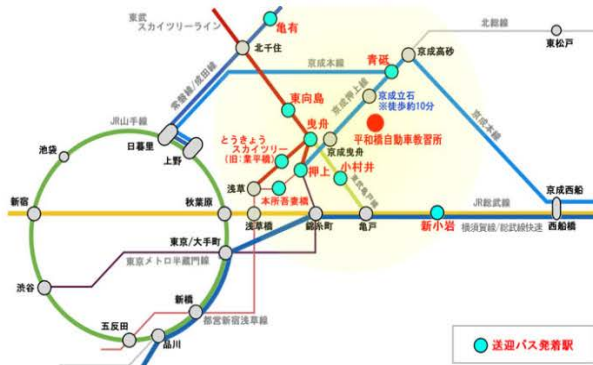 東武
スカイツリーライン
亀有
北千住
北総線
東松戸
京成高砂
青砥
京成本線
常磐線/成田線
京成押上線
京成立石
※徒歩約10分
東向島
曳舟
平和橋自動車教習所
京成本線
JR山手線
日暮里
上野
とうきょう
スカイツリー
(旧:業平橋)
京成曳舟
押上
小村井
東武亀戸線
池袋
浅草
本所吾妻橋
京成西船
新宿
秋葉原
浅草橋
錦糸町
亀戸
新小岩
JR総武線
横須賀線/総武線快速
西船橋
東京/大手町
東京メトロ半蔵門線
渋谷
新橋
都営新宿浅草線
五反田
品川
送迎バス発着駅